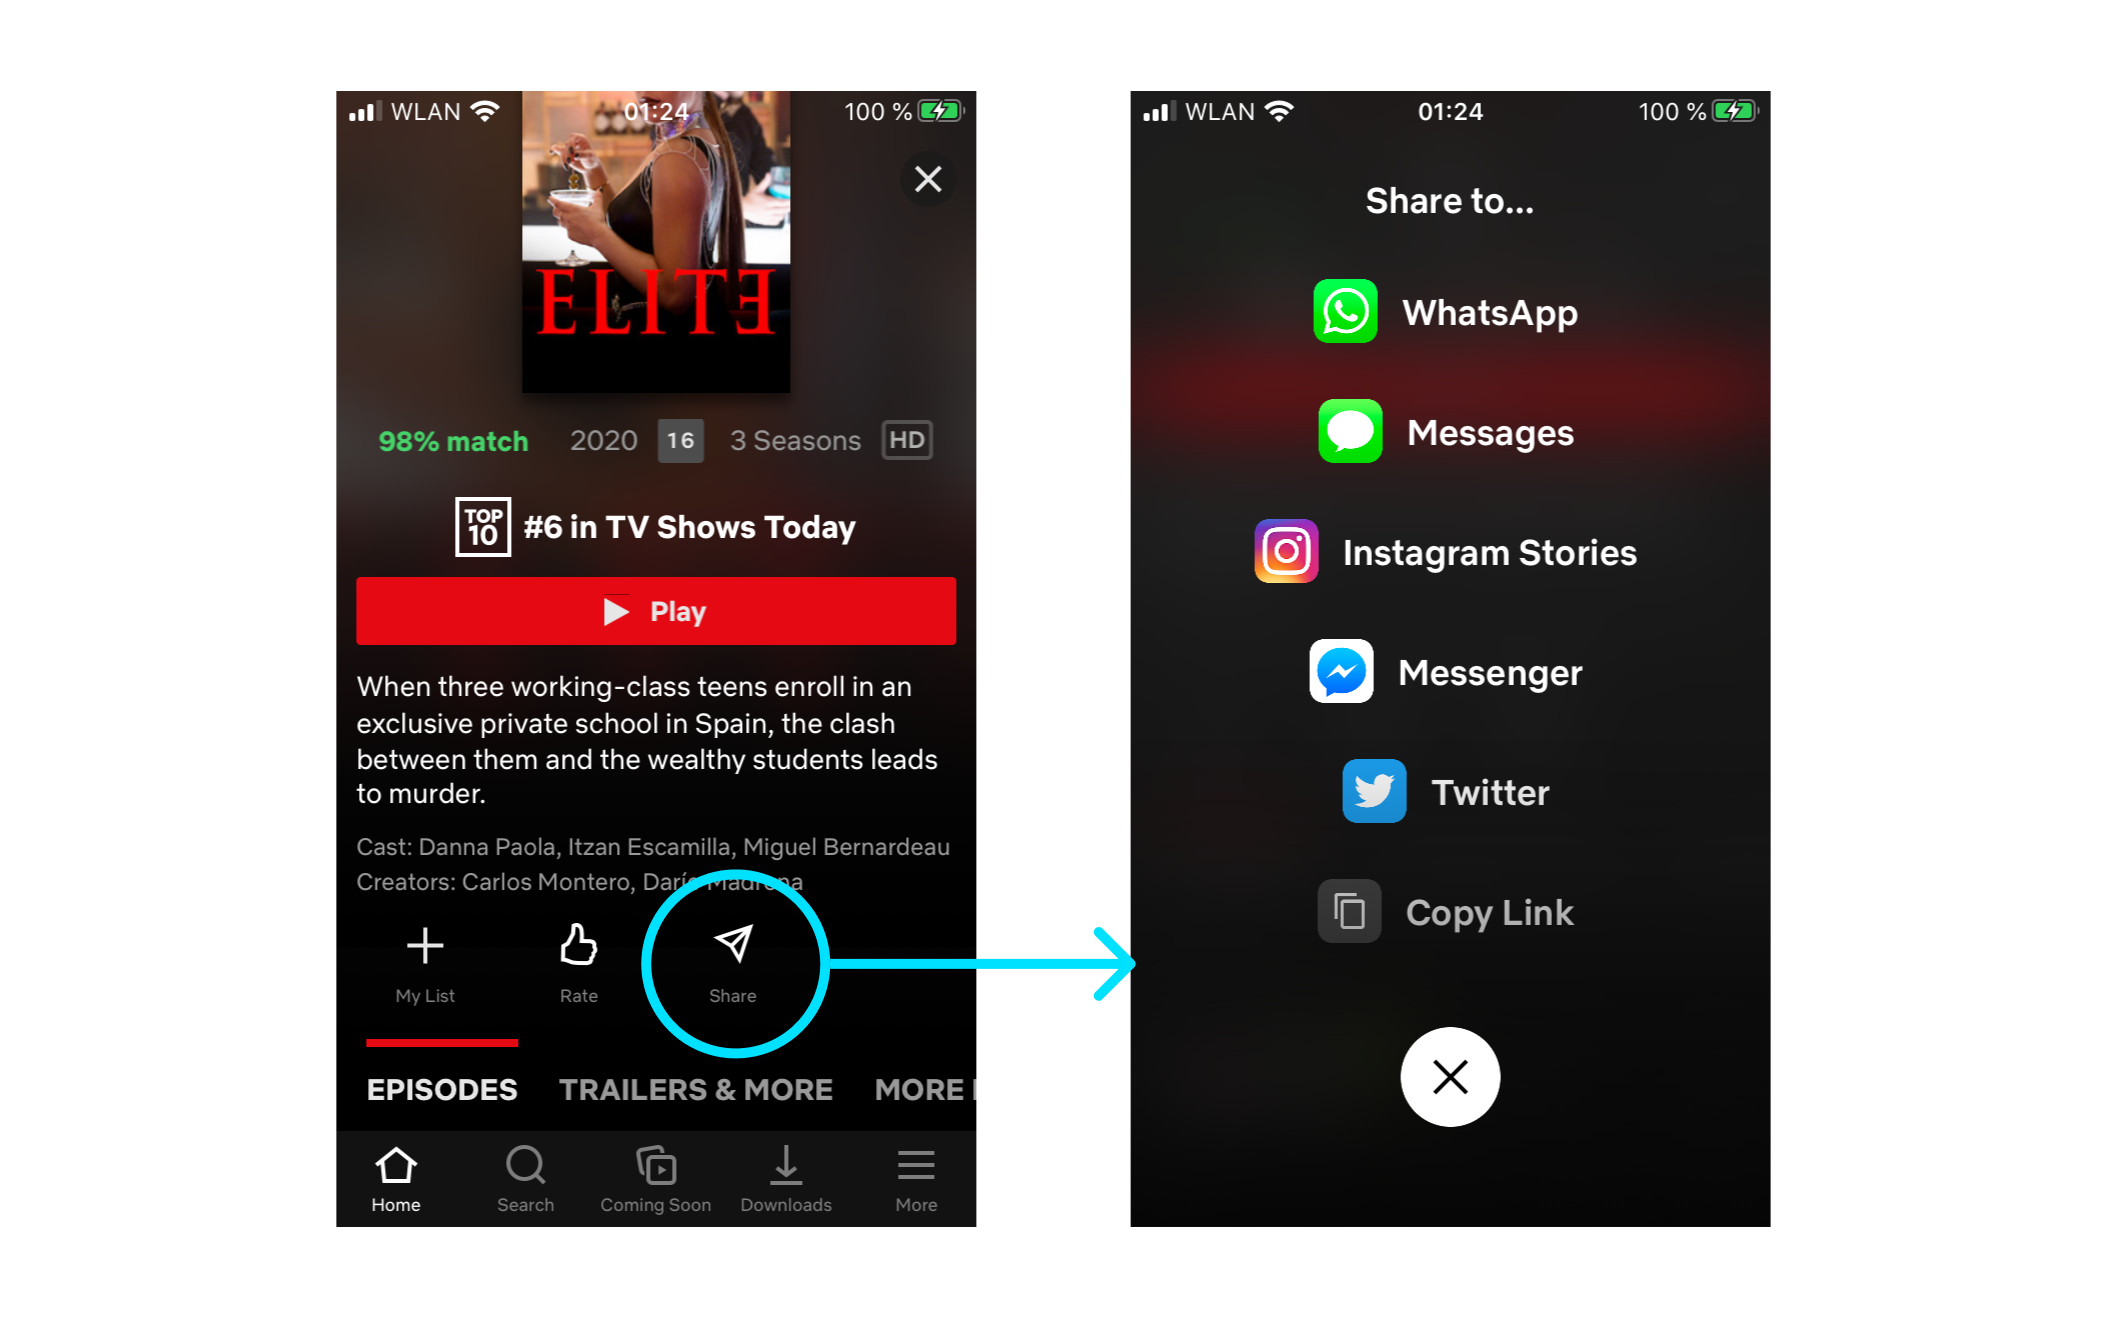 WLAN 01:24 100 %
ELITE
98% match 2020 16 3 Seasons HD
TOP 10 #6 in TV Shows Today
Play
When three working-class teens enroll in an
exclusive private school in Spain, the clash
between them and the wealthy students leads
to murder.
Cast: Danna Paola, Itzan Escamilla, Miguel Bernardeau
Creators: Carlos Montero, Darío Madrona
My List Rate Share
EPISODES TRAILERS & MORE MORE
Home Search Coming Soon Downloads More
WLAN 01:24 100 %
Share to...
WhatsApp
Messages
Instagram Stories
Messenger
Twitter
Copy Link